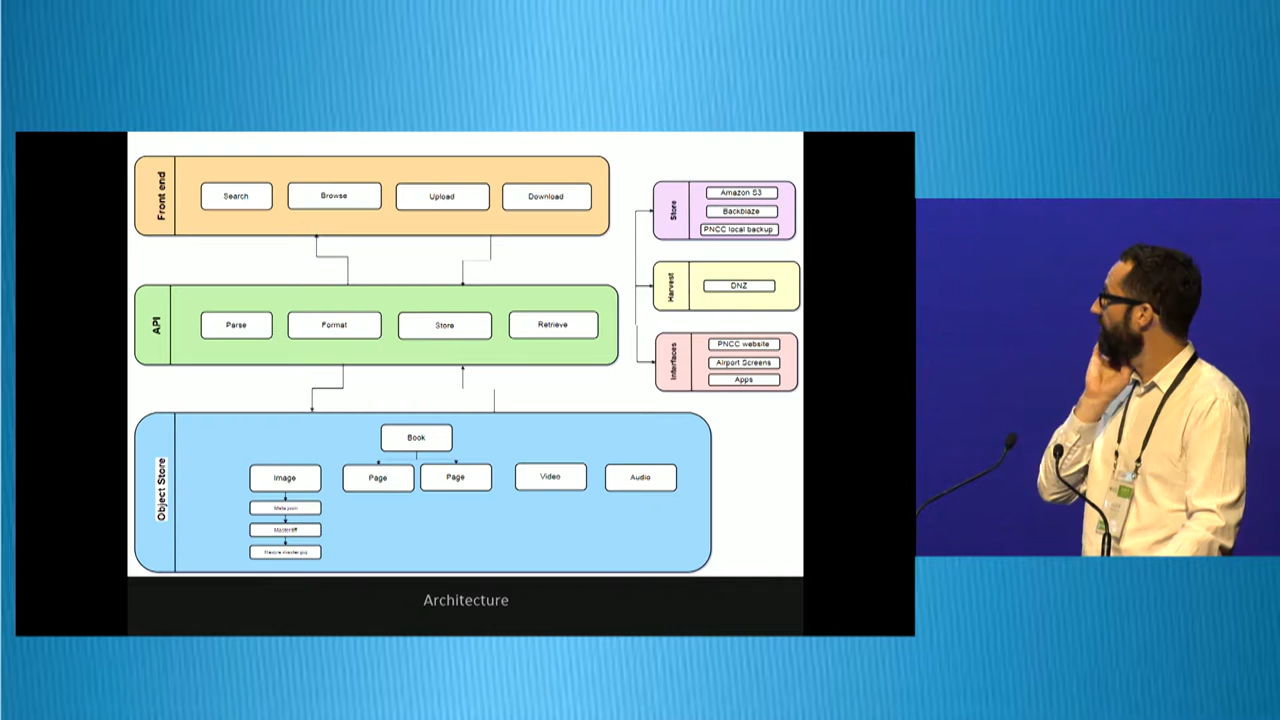 Front end
Search
Browse
Upload
Download
API
Parse
Format
Store
Retrieve
Object Store
Book
Image
Page
Page
Video
Audio
Store
Amazon S3
Backblaze
PNCC local backup
Harvest
DNZ
Interfaces
PNCC website
Airport Screens
Apps
Architecture